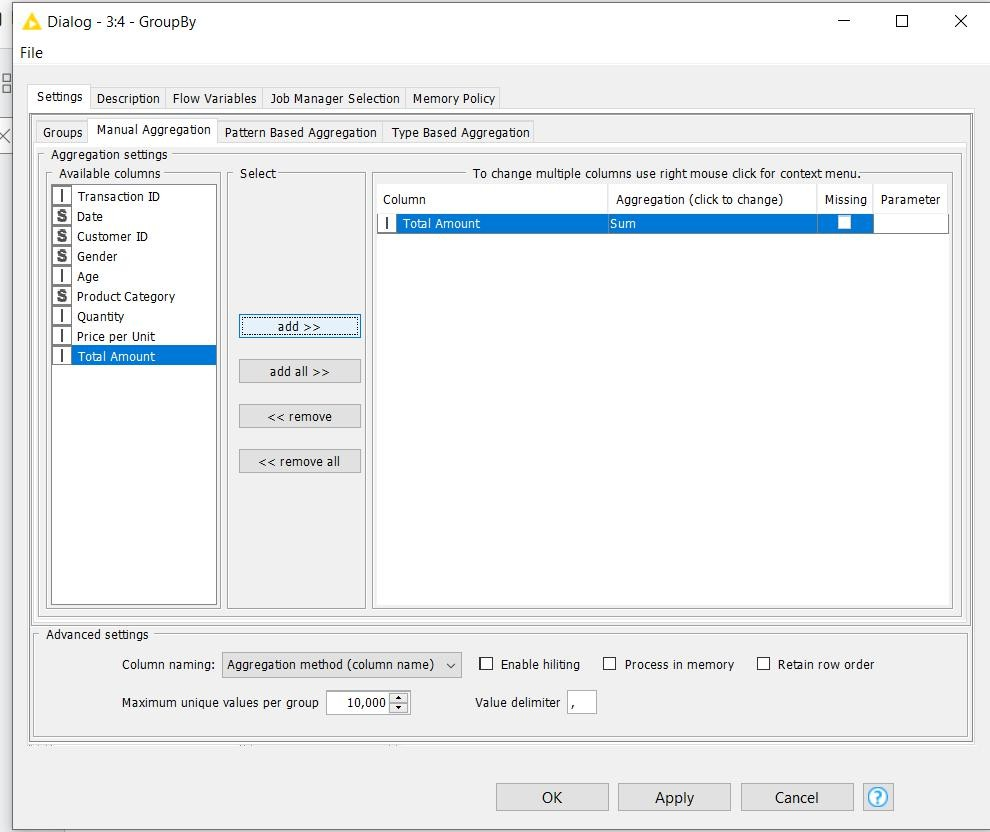 Dialog - 3:4 - GroupBy
File
Settings Description Flow Variables Job Manager Selection Memory Policy
Groups Manual Aggregation Pattern Based Aggregation Type Based Aggregation
Aggregation settings
Available columns
I Transaction ID
S Date
S Customer ID
S Gender
I Age
S Product Category
I Quantity
I Price per Unit
I Total Amount
Select
add >>
add all >>
<< remove
<< remove all
To change multiple columns use right mouse click for context menu.
Column Aggregation (click to change) Missing Parameter
I Total Amount Sum
Advanced settings
Column naming: Aggregation method (column name) Enable hiliting Process in memory Retain row order
Maximum unique values per group 10,000 Value delimiter ,
OK Apply Cancel ?